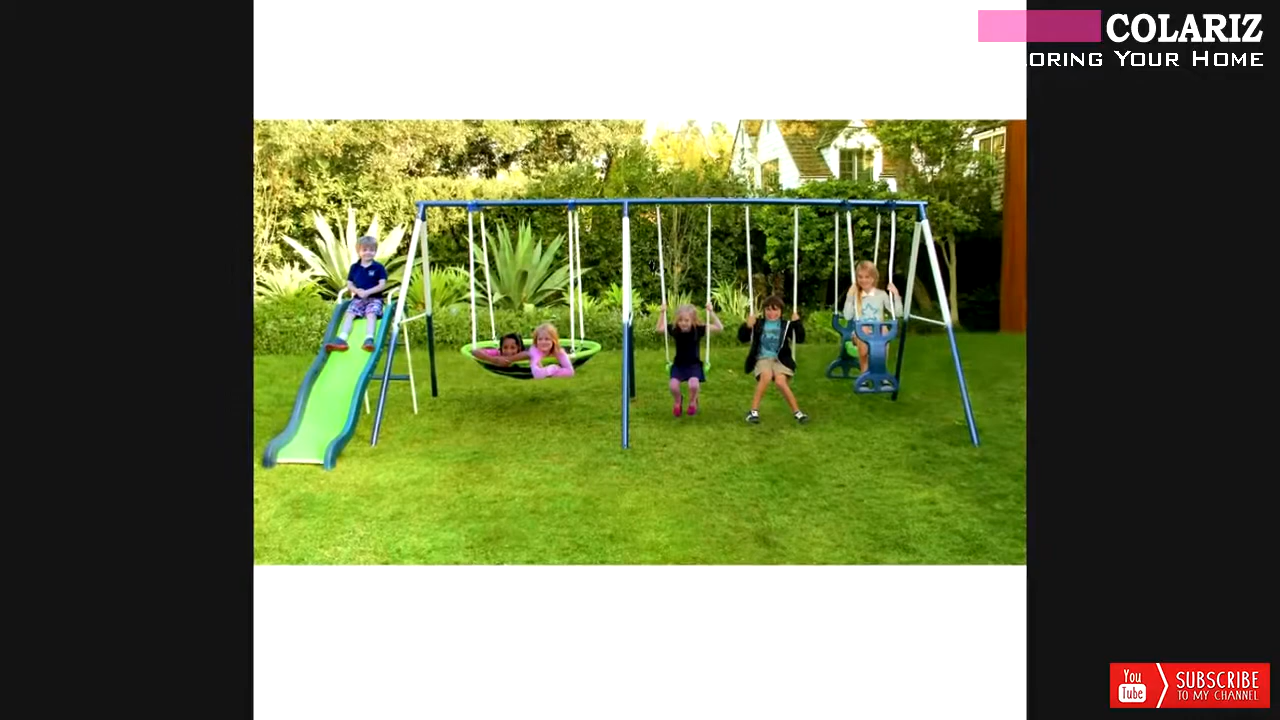 COLARIZ
ORING YOUR HOME
You
Tube
SUBSCRIBE
TO MY CHANNEL